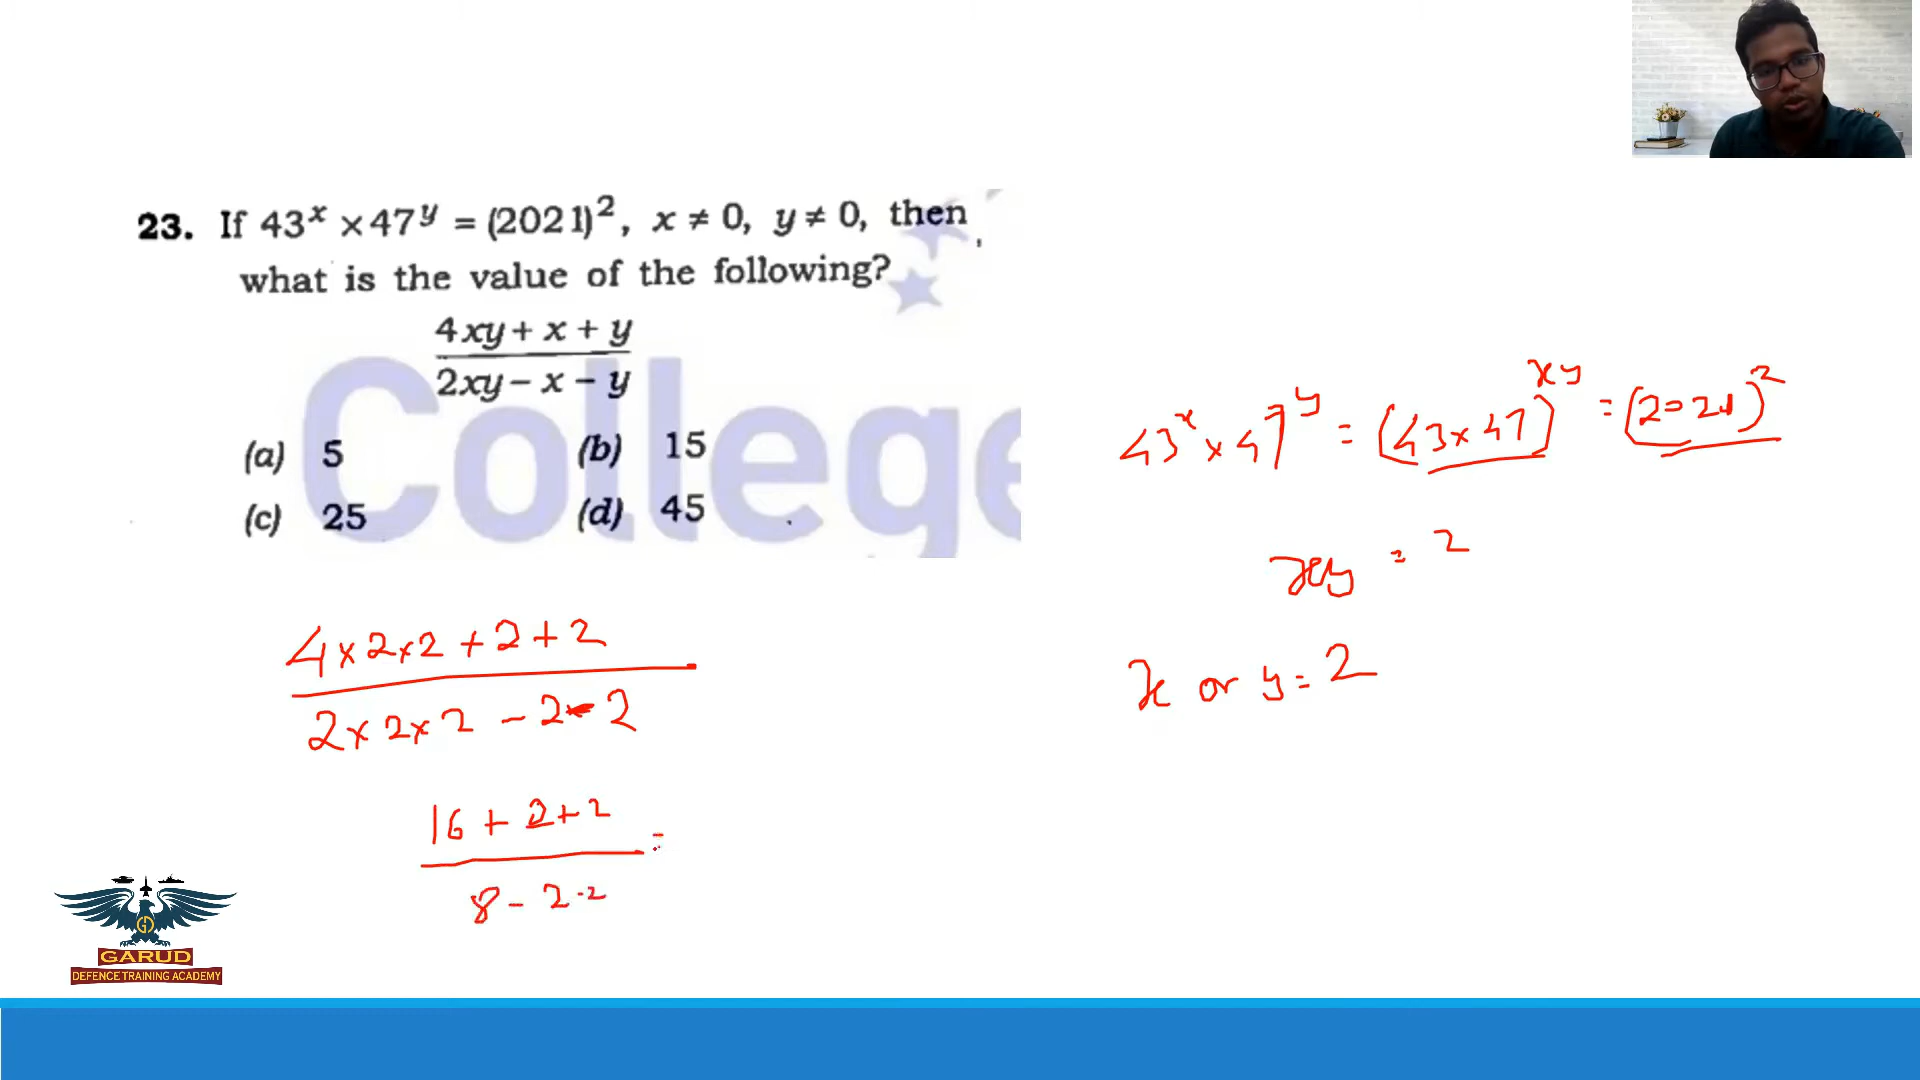 23. If 43^x × 47^y = (2021)^2, x ≠ 0, y ≠ 0, then
what is the value of the following?
4xy + x + y
2xy − x − y
(a) 5 (b) 15
(c) 25 (d) 45
College
43^x × 47^y = (43 × 47)^xy = (2021)^2
xy = 2
x or y = 2
4 × 2 × 2 + 2 + 2
2 × 2 × 2 − 2 - 2
16 + 2 + 2 =
8 − 2 - 2
GD
GARUD
DEFENCE TRAINING ACADEMY